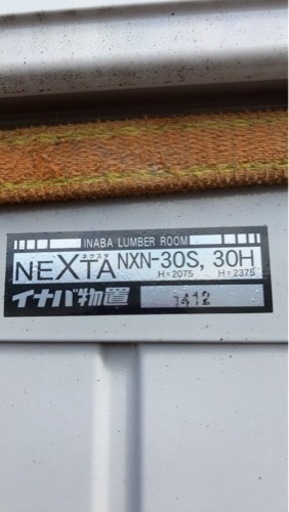 INABA LUMBER ROOM
ネクスタ
NEXTA NXN-30S, 30H
H=2075 H=2375
イナバ物置 1412